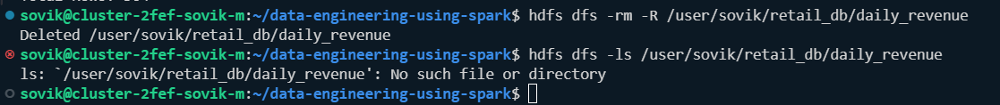 sovik@cluster-2fef-sovik-m:~/data-engineering-using-spark$ hdfs dfs -rm -R /user/sovik/retail_db/daily_revenue
Deleted /user/sovik/retail_db/daily_revenue
sovik@cluster-2fef-sovik-m:~/data-engineering-using-spark$ hdfs dfs -ls /user/sovik/retail_db/daily_revenue
ls: `/user/sovik/retail_db/daily_revenue': No such file or directory
sovik@cluster-2fef-sovik-m:~/data-engineering-using-spark$